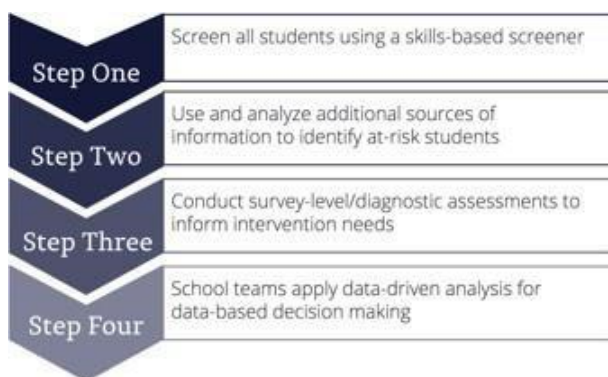 Step One
Screen all students using a skills-based screener
Step Two
Use and analyze additional sources of
information to identify at-risk students
Step Three
Conduct survey-level/diagnostic assessments to
inform intervention needs
Step Four
School teams apply data-driven analysis for
data-based decision making